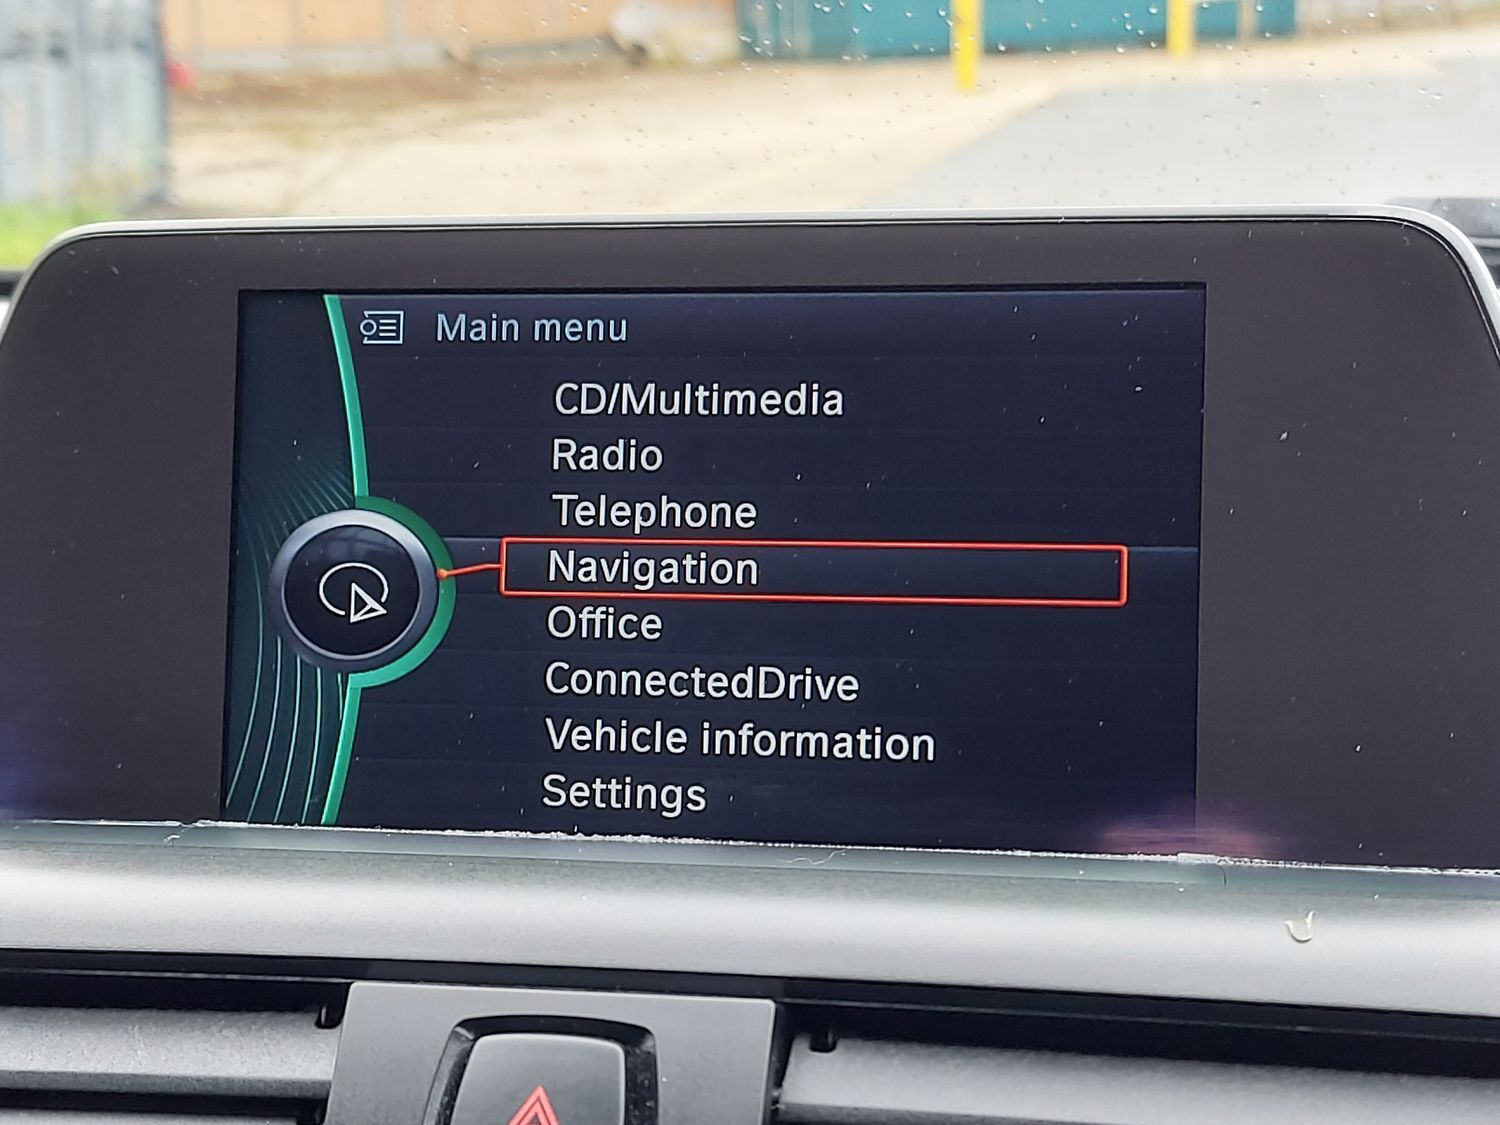 Main menu
CD/Multimedia
Radio
Telephone
Navigation
Office
ConnectedDrive
Vehicle information
Settings